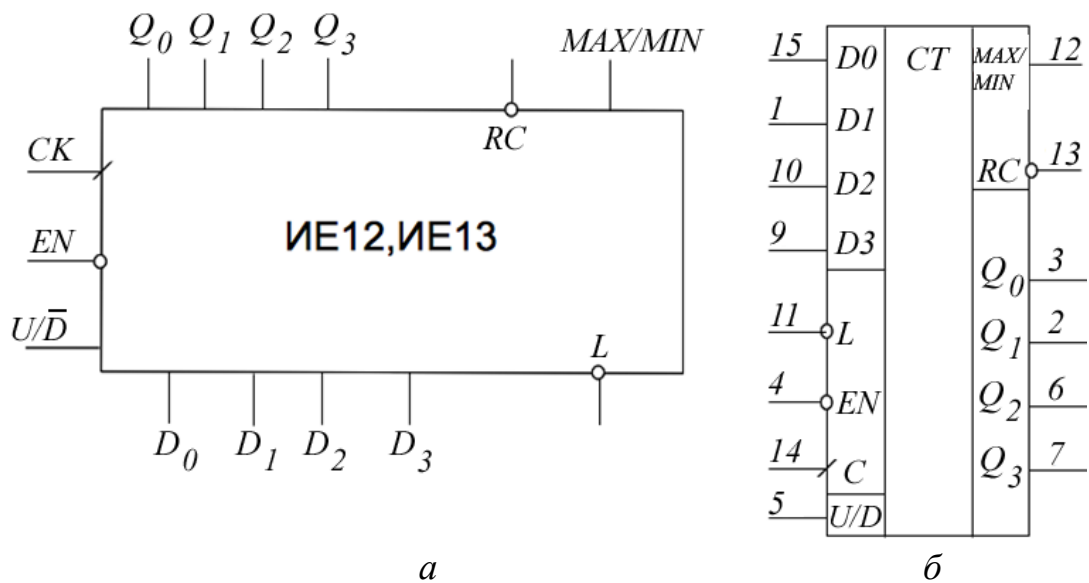 Q0 Q1 Q2 Q3 MAX/MIN
RC
CK
EN
ИЕ12,ИЕ13
U/D̅
L
D0 D1 D2 D3
а
15 D0 CT MAX/ 12
MIN
1 D1
RC 13
10 D2
9 D3
Q0 3
11 L Q1 2
4 EN Q2 6
14 C Q3 7
5 U/D
б